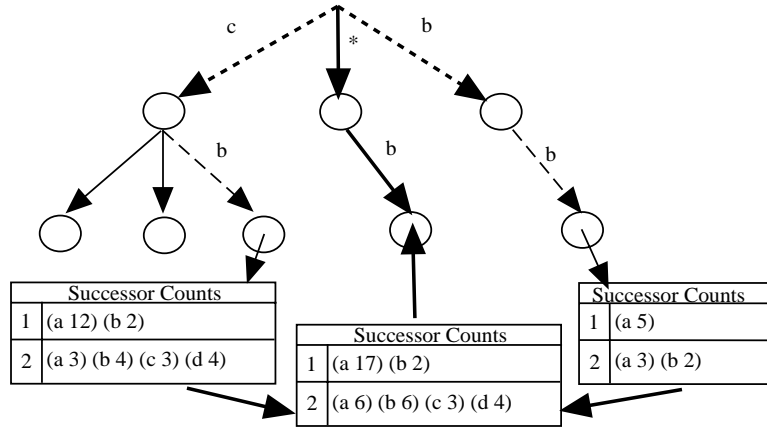 c
*
b
b
b
b
Successor Counts
1 (a 12) (b 2)
2 (a 3) (b 4) (c 3) (d 4)
Successor Counts
1 (a 17) (b 2)
2 (a 6) (b 6) (c 3) (d 4)
Successor Counts
1 (a 5)
2 (a 3) (b 2)